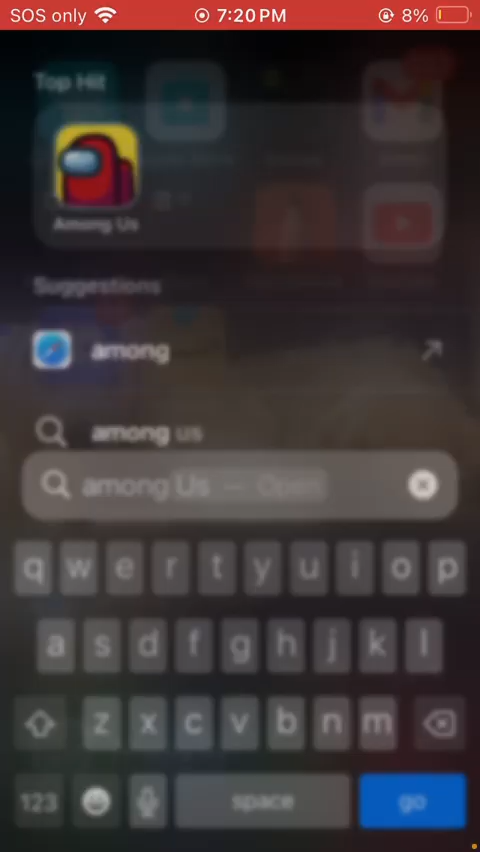 SOS only 7:20 PM 8%
Top Hit
Among Us
Suggestions
among
among us
among Us — Open
q w e r t y u i o p
a s d f g h j k l
z x c v b n m
123 space go